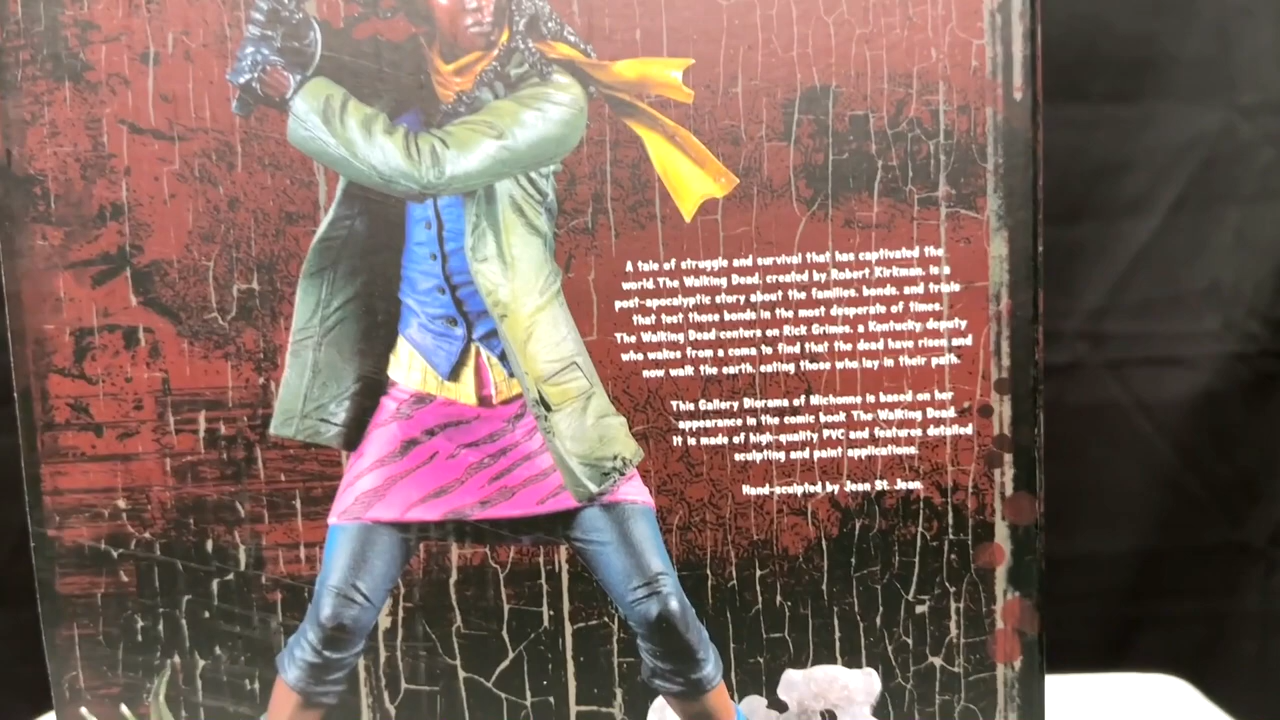 A tale of struggle and survival that has captivated the
world. The Walking Dead, created by Robert Kirkman, is a
post-apocalyptic story about the families, bonds, and trials
that test those bonds in the most desperate of times.
The Walking Dead centers on Rick Grimes, a Kentucky deputy
who wakes from a coma to find that the dead have risen and
now walk the earth, eating those who lay in their path.
This Gallery Diorama of Michonne is based on her
appearance in the comic book The Walking Dead.
It is made of high-quality PVC and features detailed
sculpting and paint applications.
Hand-sculpted by Jean St. Jean.